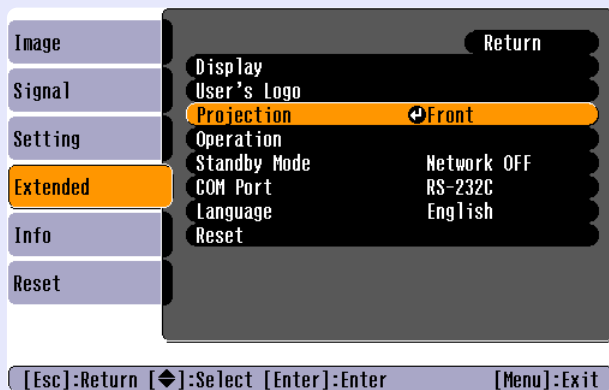 Image
Signal
Setting
Extended
Info
Reset
Return
Display
User's Logo
Projection Front
Operation
Standby Mode Network OFF
COM Port RS-232C
Language English
Reset
[Esc]:Return [◆]:Select [Enter]:Enter [Menu]:Exit